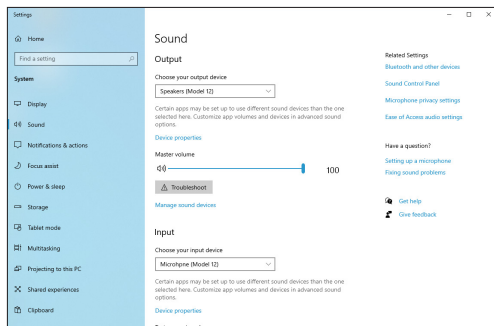 Settings
Home
Find a setting
System
Display
Sound
Notifications & actions
Focus assist
Power & sleep
Storage
Tablet mode
Multitasking
Projecting to this PC
Shared experiences
Clipboard
Sound
Output
Choose your output device
Speakers (Model 12)
Certain apps may be set up to use different sound devices than the one
selected here. Customize app volumes and devices in advanced sound
options.
Device properties
Master volume
100
Troubleshoot
Manage sound devices
Input
Choose your input device
Microhpne (Model 12)
Certain apps may be set up to use different sound devices than the one
selected here. Customize app volumes and devices in advanced sound
options.
Device properties
Related Settings
Bluetooth and other devices
Sound Control Panel
Microphone privacy settings
Ease of Access audio settings
Have a question?
Setting up a microphone
Fixing sound problems
Get help
Give feedback